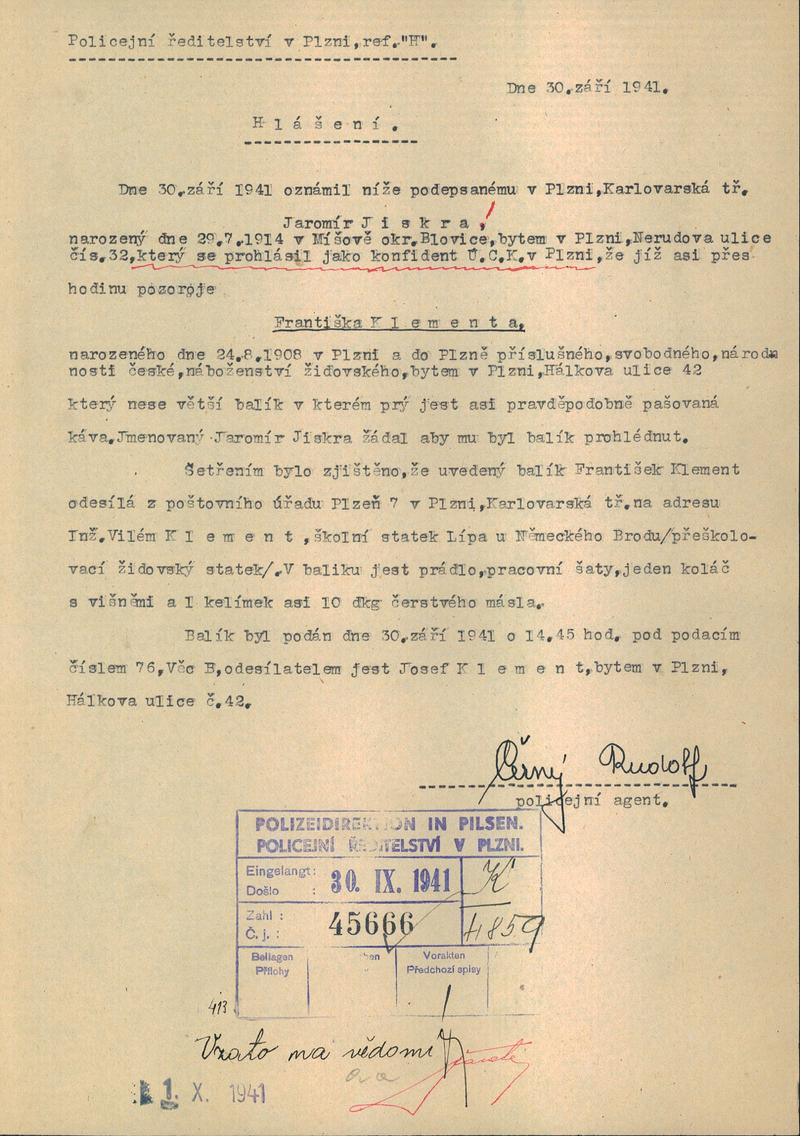 Policejní ředitelství v Plzni,ref."H".
Dne 30.září 1941.
H l á š e n í .
Dne 30.září 1941 oznámil níže podepsanému v Plzni,Karlovarská tř.
Jaromír J i s k r a ,
narozený dne 29.7.1914 v Míšově okr.Blovice,bytem v Plzni,Nerudova ulice
čís.32,který se prohlásil jako konfident Ú.C.K.v Plzni,že již asi přes
hodinu pozoroje
Františka K l e m e n t a,
narozeného dne 24.8.1908 v Plzni a do Plzně příslušného,svobodného,národ
nosti české,náboženství židovského,bytem v Plzni,Hálkova ulice 42
který nese větší balík v kterém prý jest asi pravděpodobně pašovaná
káva.Jmenovaný Jaromír Jiskra žádal aby mu byl balík prohlédnut.
Šetřením bylo zjištěno,že uvedený balík František Klement
odesílá z poštovního úřadu Plzeň 7 v Plzni,Karlovarská tř.na adresu
Inž.Vilém K l e m e n t ,školní statek Lípa u Německého Brodu/přeškolo-
vací židovský statek/.V baliku jest prádlo,pracovní šaty,jeden koláč
s višněmi a 1 kelímek asi 10 dkg čerstvého másla.
Balík byl podán dne 30.září 1941 o 14.45 hod. pod podacím
číslem 76,Věc B,odesílatelem jest Josef K l e m e n t,bytem v Plzni,
Hálkova ulice č.42.
Černý Rudolf
policejní agent.
POLIZEIDIREKTION IN PILSEN.
POLICEJNÍ ŘEDITELSTVÍ V PLZNI.
Eingelangt: Došlo : 30. IX. 1941 K
Zahl : Č. j. : 45666 4859
Beilagen Přílohy Vorakten Předchozí spisy
413
Vzato na vědomí
1. X. 1941